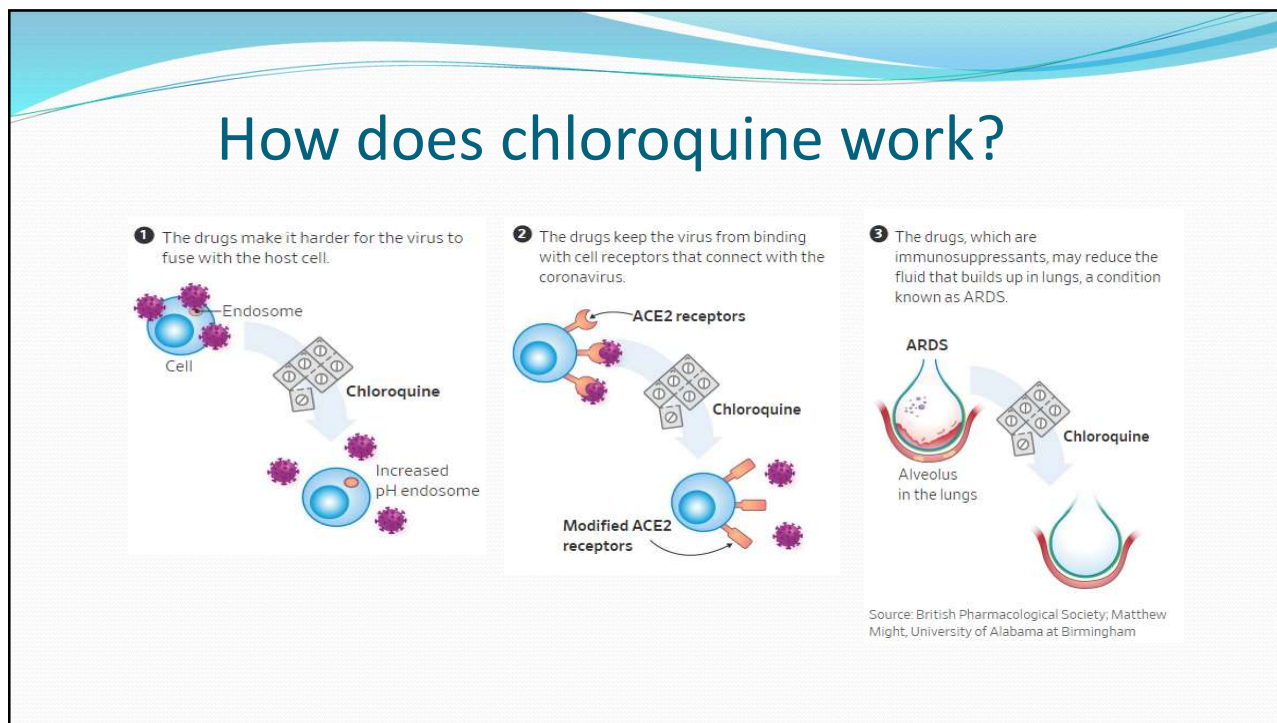 How does chloroquine work?
1 The drugs make it harder for the virus to
fuse with the host cell.
Endosome
Cell
Chloroquine
Increased
pH endosome
2 The drugs keep the virus from binding
with cell receptors that connect with the
coronavirus.
ACE2 receptors
Chloroquine
Modified ACE2
receptors
3 The drugs, which are
immunosuppressants, may reduce the
fluid that builds up in lungs, a condition
known as ARDS.
ARDS
Chloroquine
Alveolus
in the lungs
Source: British Pharmacological Society; Matthew
Might, University of Alabama at Birmingham